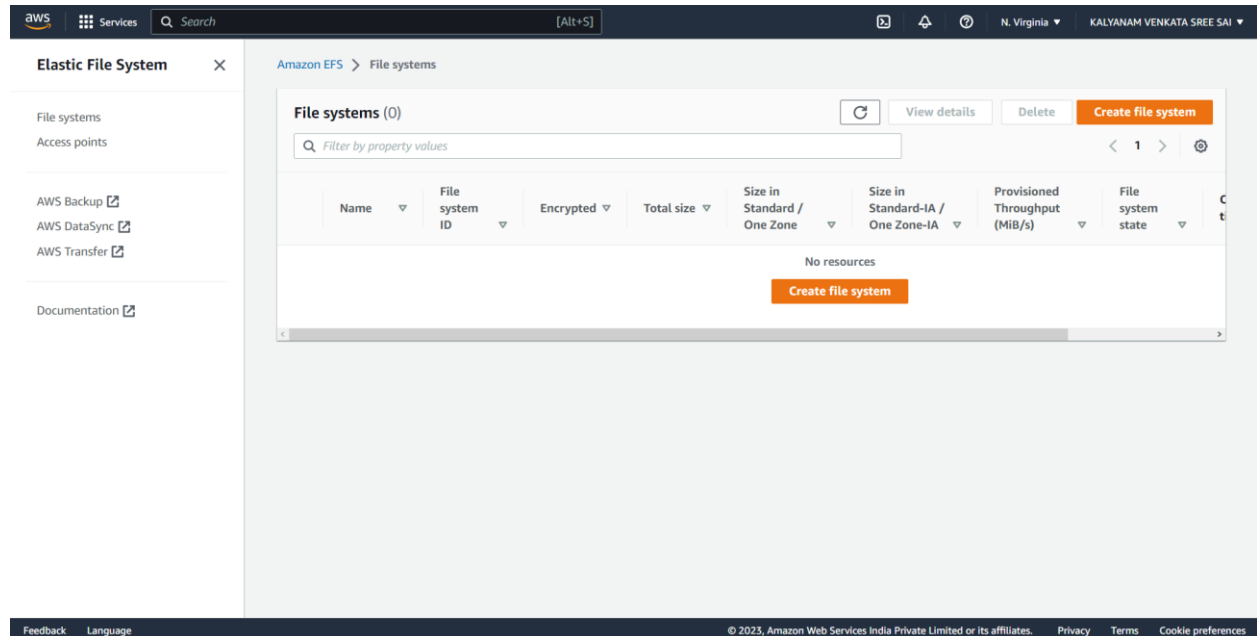 aws
Services
Search
[Alt+S]
N. Virginia
KALYANAM VENKATA SREE SAI
Elastic File System
File systems
Access points
AWS Backup
AWS DataSync
AWS Transfer
Documentation
Amazon EFS
File systems
File systems (0)
View details
Delete
Create file system
Filter by property values
1
Name
File
system
ID
Encrypted
Total size
Size in
Standard /
One Zone
Size in
Standard-IA /
One Zone-IA
Provisioned
Throughput
(MiB/s)
File
system
state
No resources
Create file system
Feedback
Language
© 2023, Amazon Web Services India Private Limited or its affiliates.
Privacy
Terms
Cookie preferences